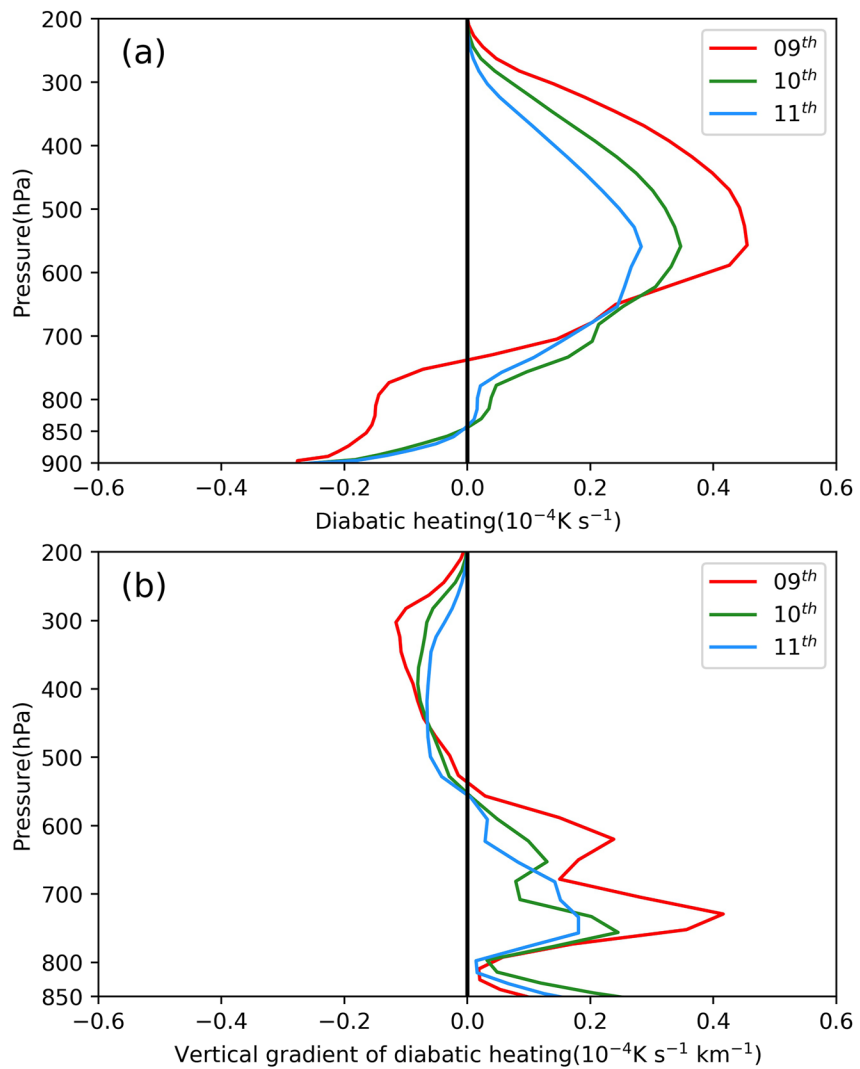 200
300
400
500
600
700
800
850
900
Pressure(hPa)
(a)
09th
10th
11th
−0.6 −0.4 −0.2 0.0 0.2 0.4 0.6
Diabatic heating(10−4K s−1)
200
300
400
500
600
700
800
850
Pressure(hPa)
(b)
09th
10th
11th
−0.6 −0.4 −0.2 0.0 0.2 0.4 0.6
Vertical gradient of diabatic heating(10−4K s−1 km−1)